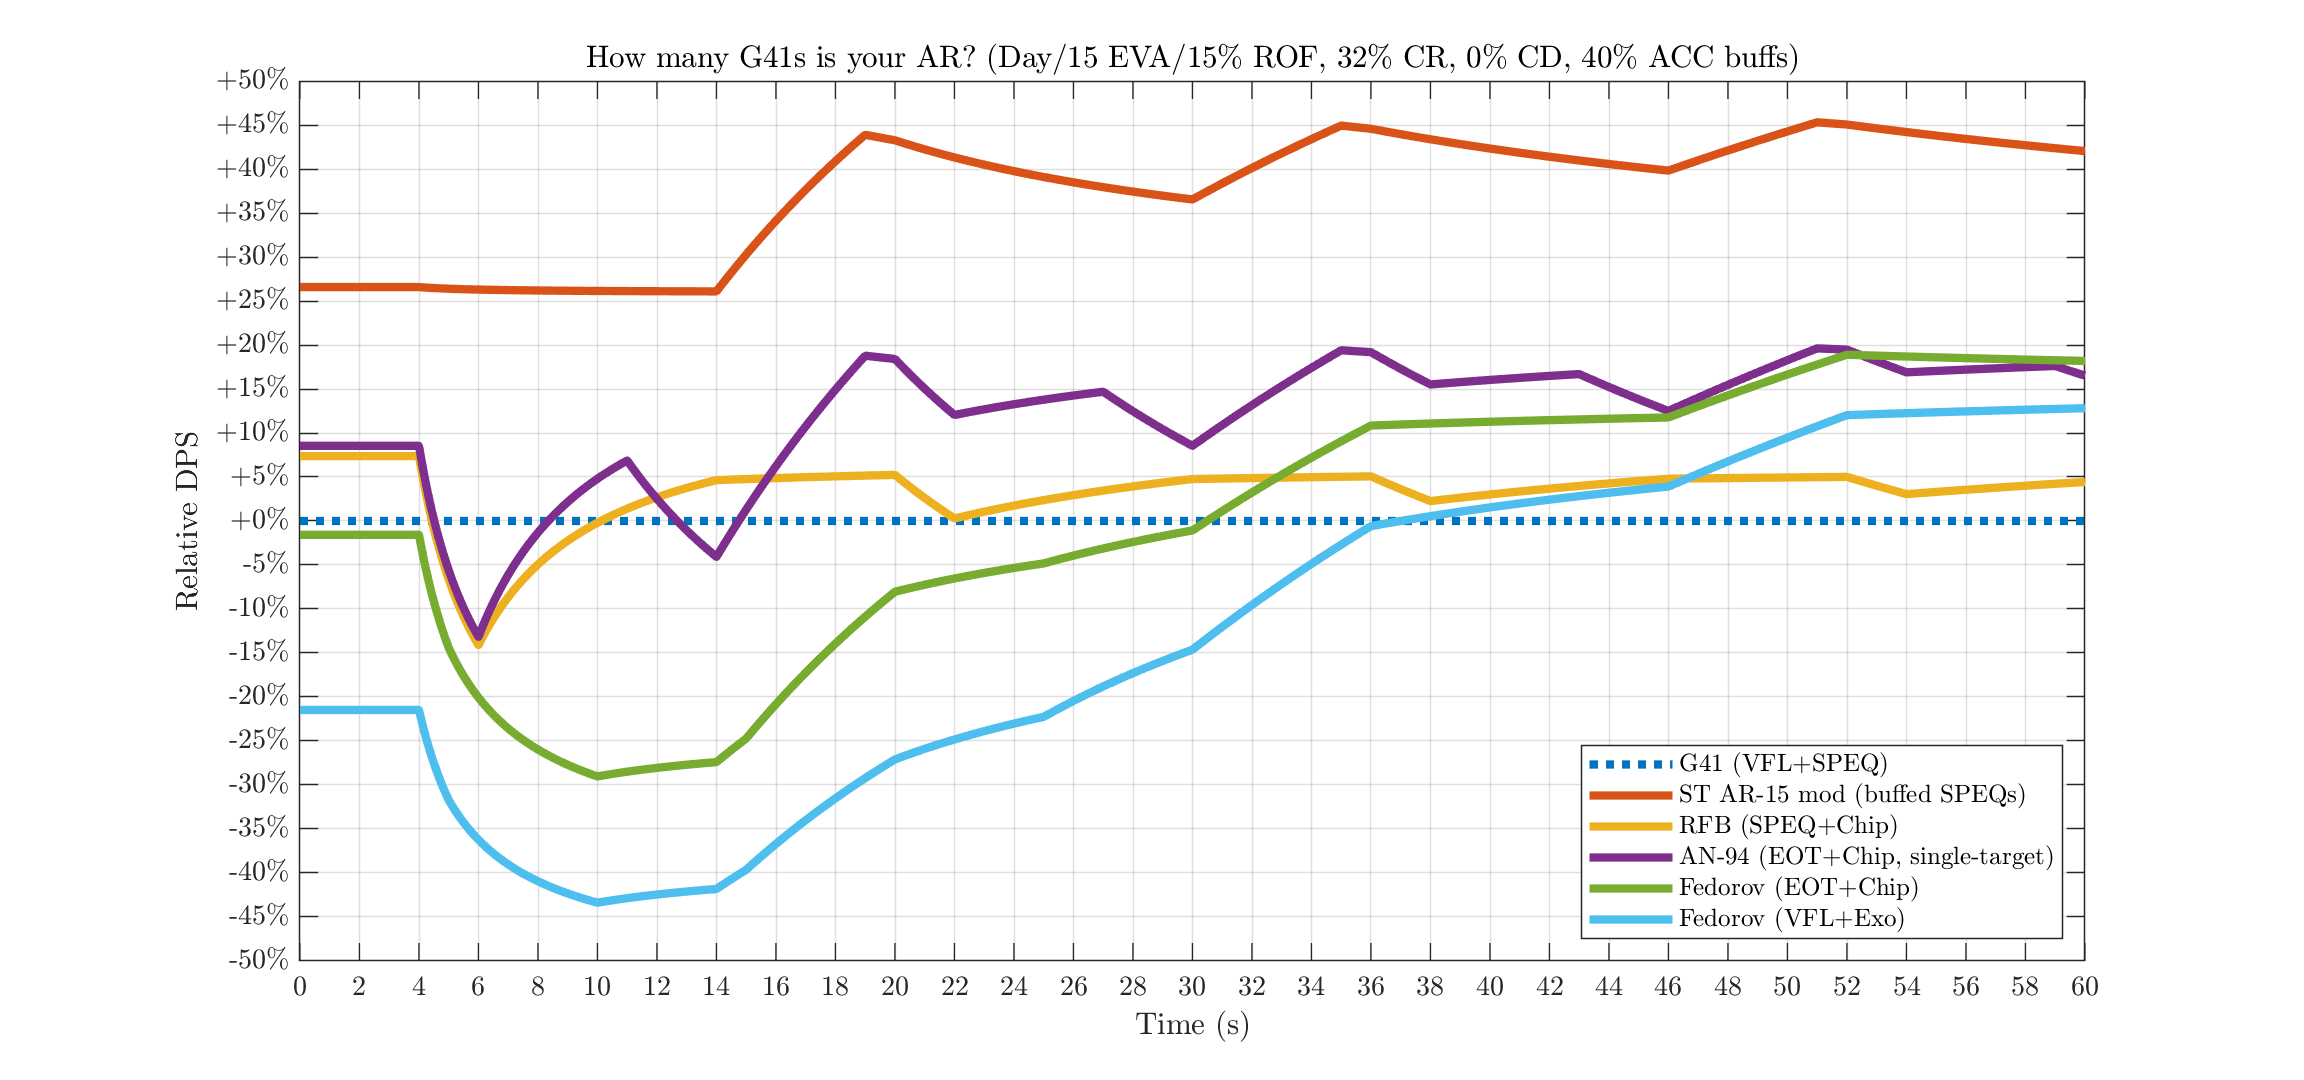 How many G41s is your AR? (Day/15 EVA/15% ROF, 32% CR, 0% CD, 40% ACC buffs)
+50%
+45%
+40%
+35%
+30%
+25%
+20%
+15%
+10%
+5%
+0%
-5%
-10%
-15%
-20%
-25%
-30%
-35%
-40%
-45%
-50%
Relative DPS
G41 (VFL+SPEQ)
ST AR-15 mod (buffed SPEQs)
RFB (SPEQ+Chip)
AN-94 (EOT+Chip, single-target)
Fedorov (EOT+Chip)
Fedorov (VFL+Exo)
0 2 4 6 8 10 12 14 16 18 20 22 24 26 28 30 32 34 36 38 40 42 44 46 48 50 52 54 56 58 60
Time (s)